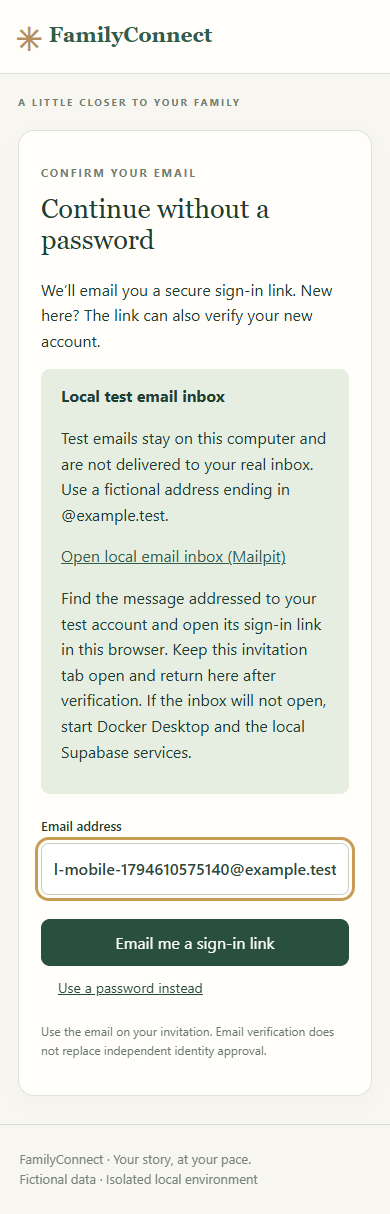 FamilyConnect
A LITTLE CLOSER TO YOUR FAMILY
CONFIRM YOUR EMAIL
Continue without a
password
We'll email you a secure sign-in link. New
here? The link can also verify your new
account.
Local test email inbox
Test emails stay on this computer and
are not delivered to your real inbox.
Use a fictional address ending in
@example.test.
Open local email inbox (Mailpit)
Find the message addressed to your
test account and open its sign-in link
in this browser. Keep this invitation
tab open and return here after
verification. If the inbox will not open,
start Docker Desktop and the local
Supabase services.
Email address
l-mobile-1794610575140@example.test
Email me a sign-in link
Use a password instead
Use the email on your invitation. Email verification does
not replace independent identity approval.
FamilyConnect · Your story, at your pace.
Fictional data · Isolated local environment